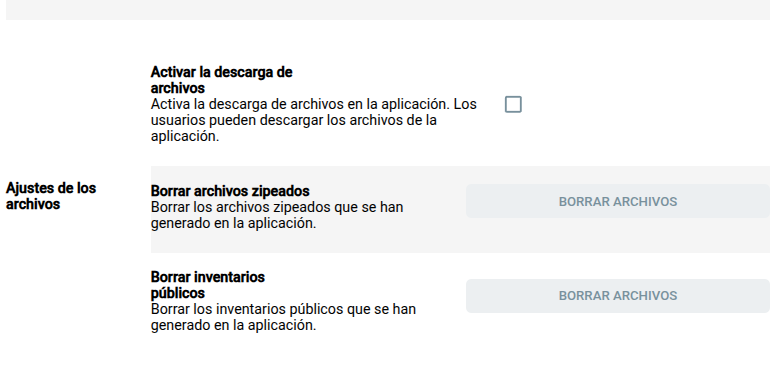 Activar la descarga de
archivos
Activa la descarga de archivos en la aplicación. Los
usuarios pueden descargar los archivos de la
aplicación.
Ajustes de los
archivos
Borrar archivos zipeados
Borrar los archivos zipeados que se han
generado en la aplicación.
BORRAR ARCHIVOS
Borrar inventarios
públicos
Borrar los inventarios públicos que se han
generado en la aplicación.
BORRAR ARCHIVOS